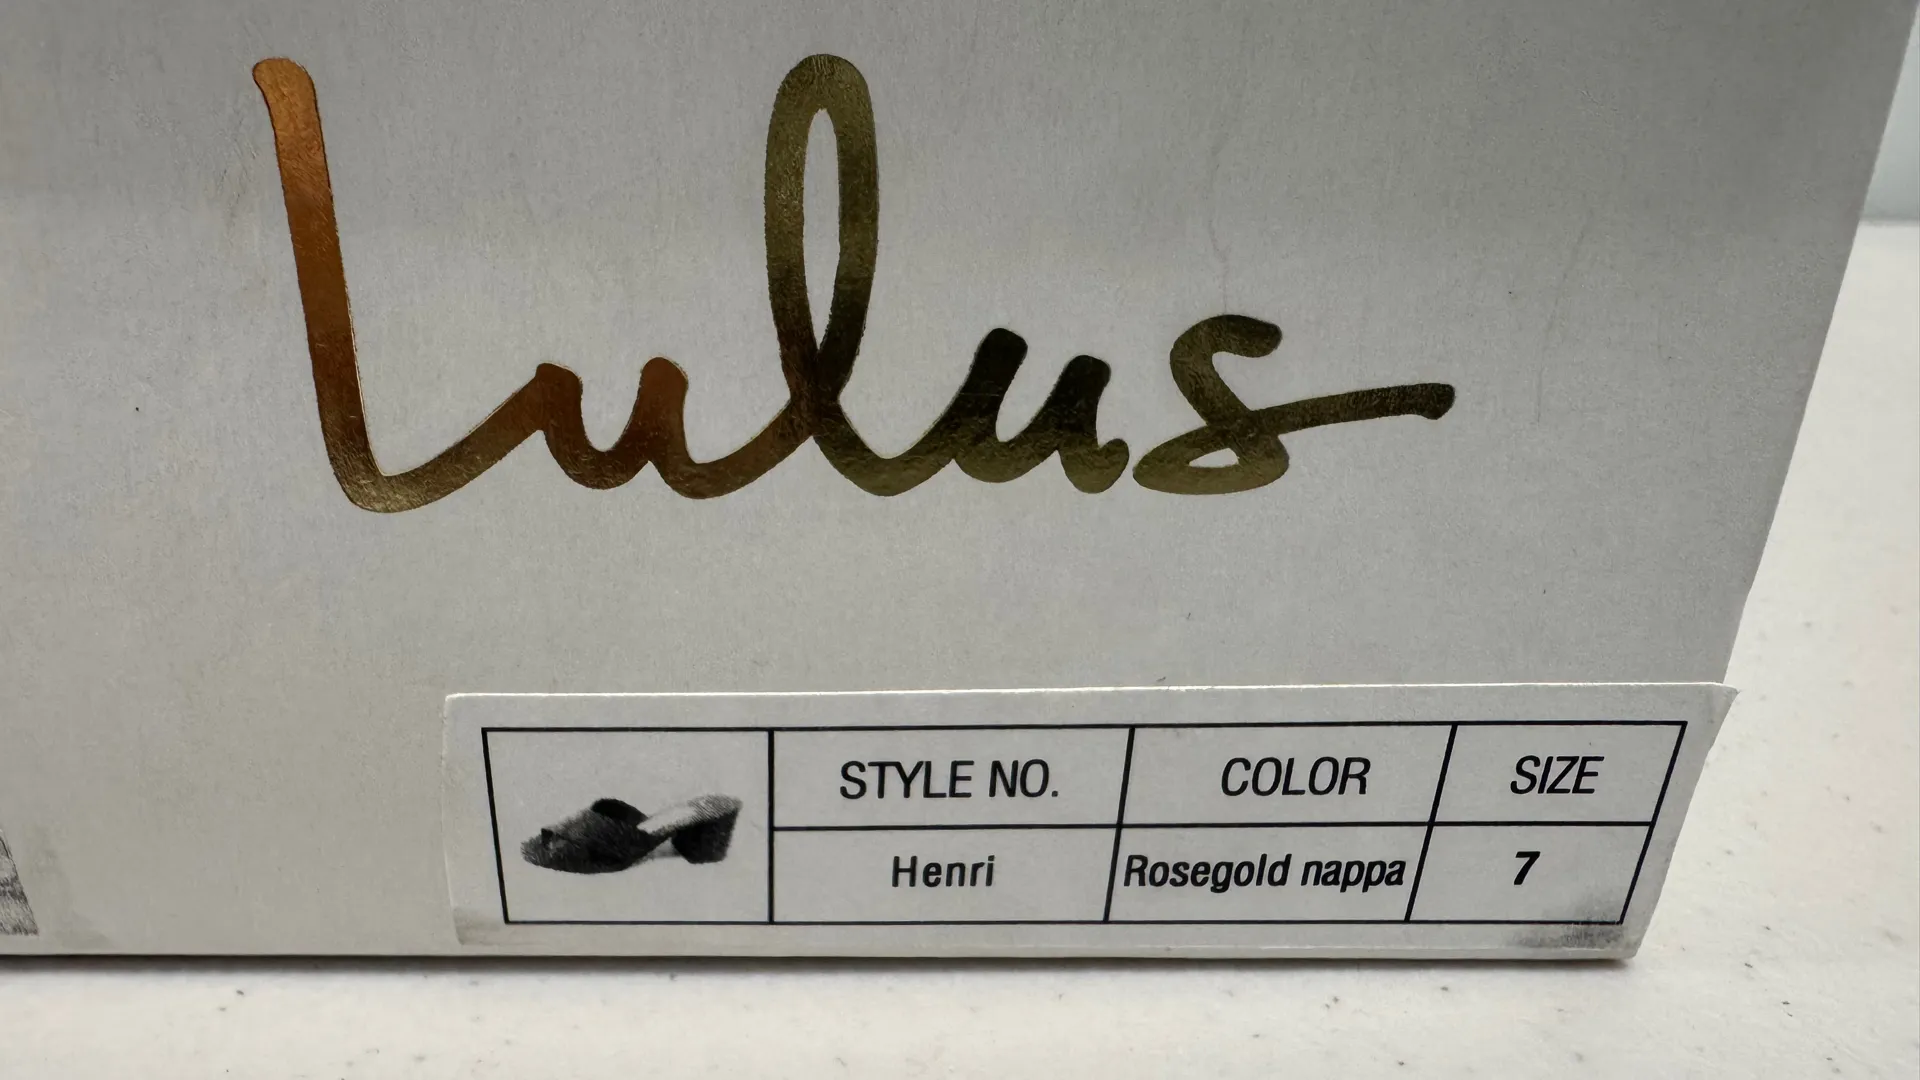 Lulus
STYLE NO. COLOR SIZE
Henri Rosegold nappa 7